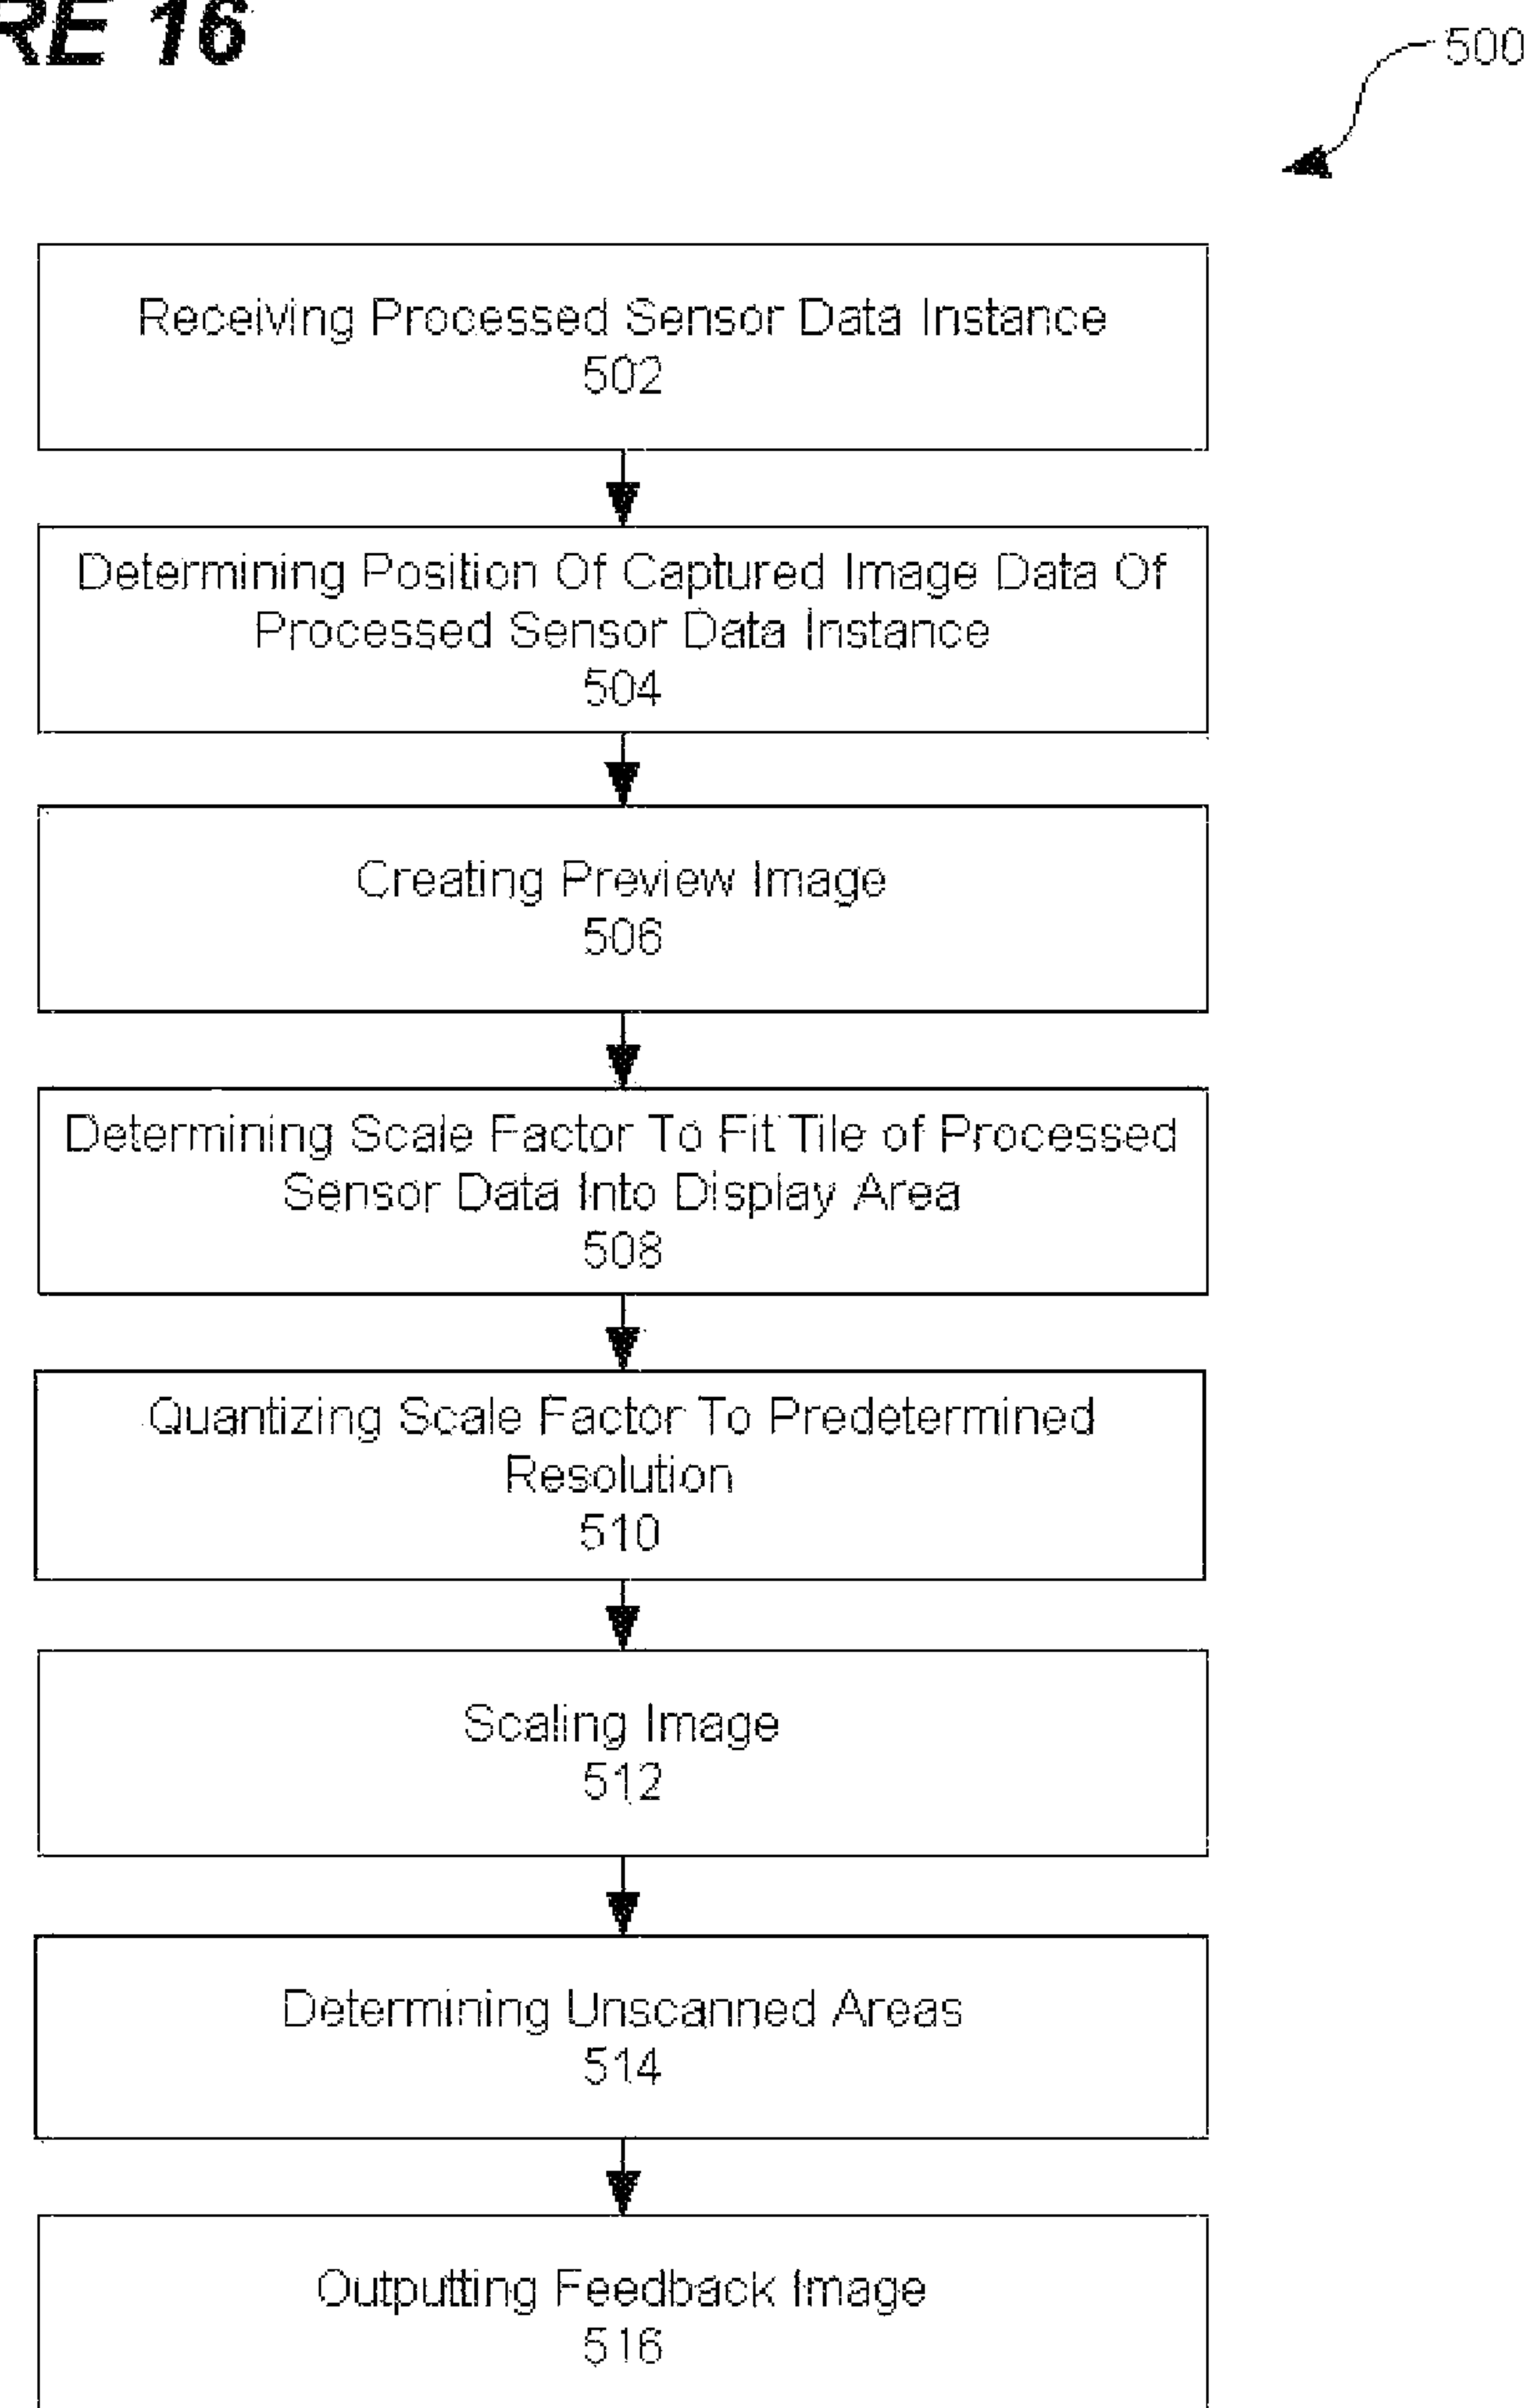 RE 16
500
Receiving Processed Sensor Data Instance
502
Determining Position Of Captured Image Data Of
Processed Sensor Data Instance
504
Creating Preview Image
506
Determining Scale Factor To Fit Tile of Processed
Sensor Data Into Display Area
508
Quantizing Scale Factor To Predetermined
Resolution
510
Scaling Image
512
Determining Unscanned Areas
514
Outputting Feedback Image
516